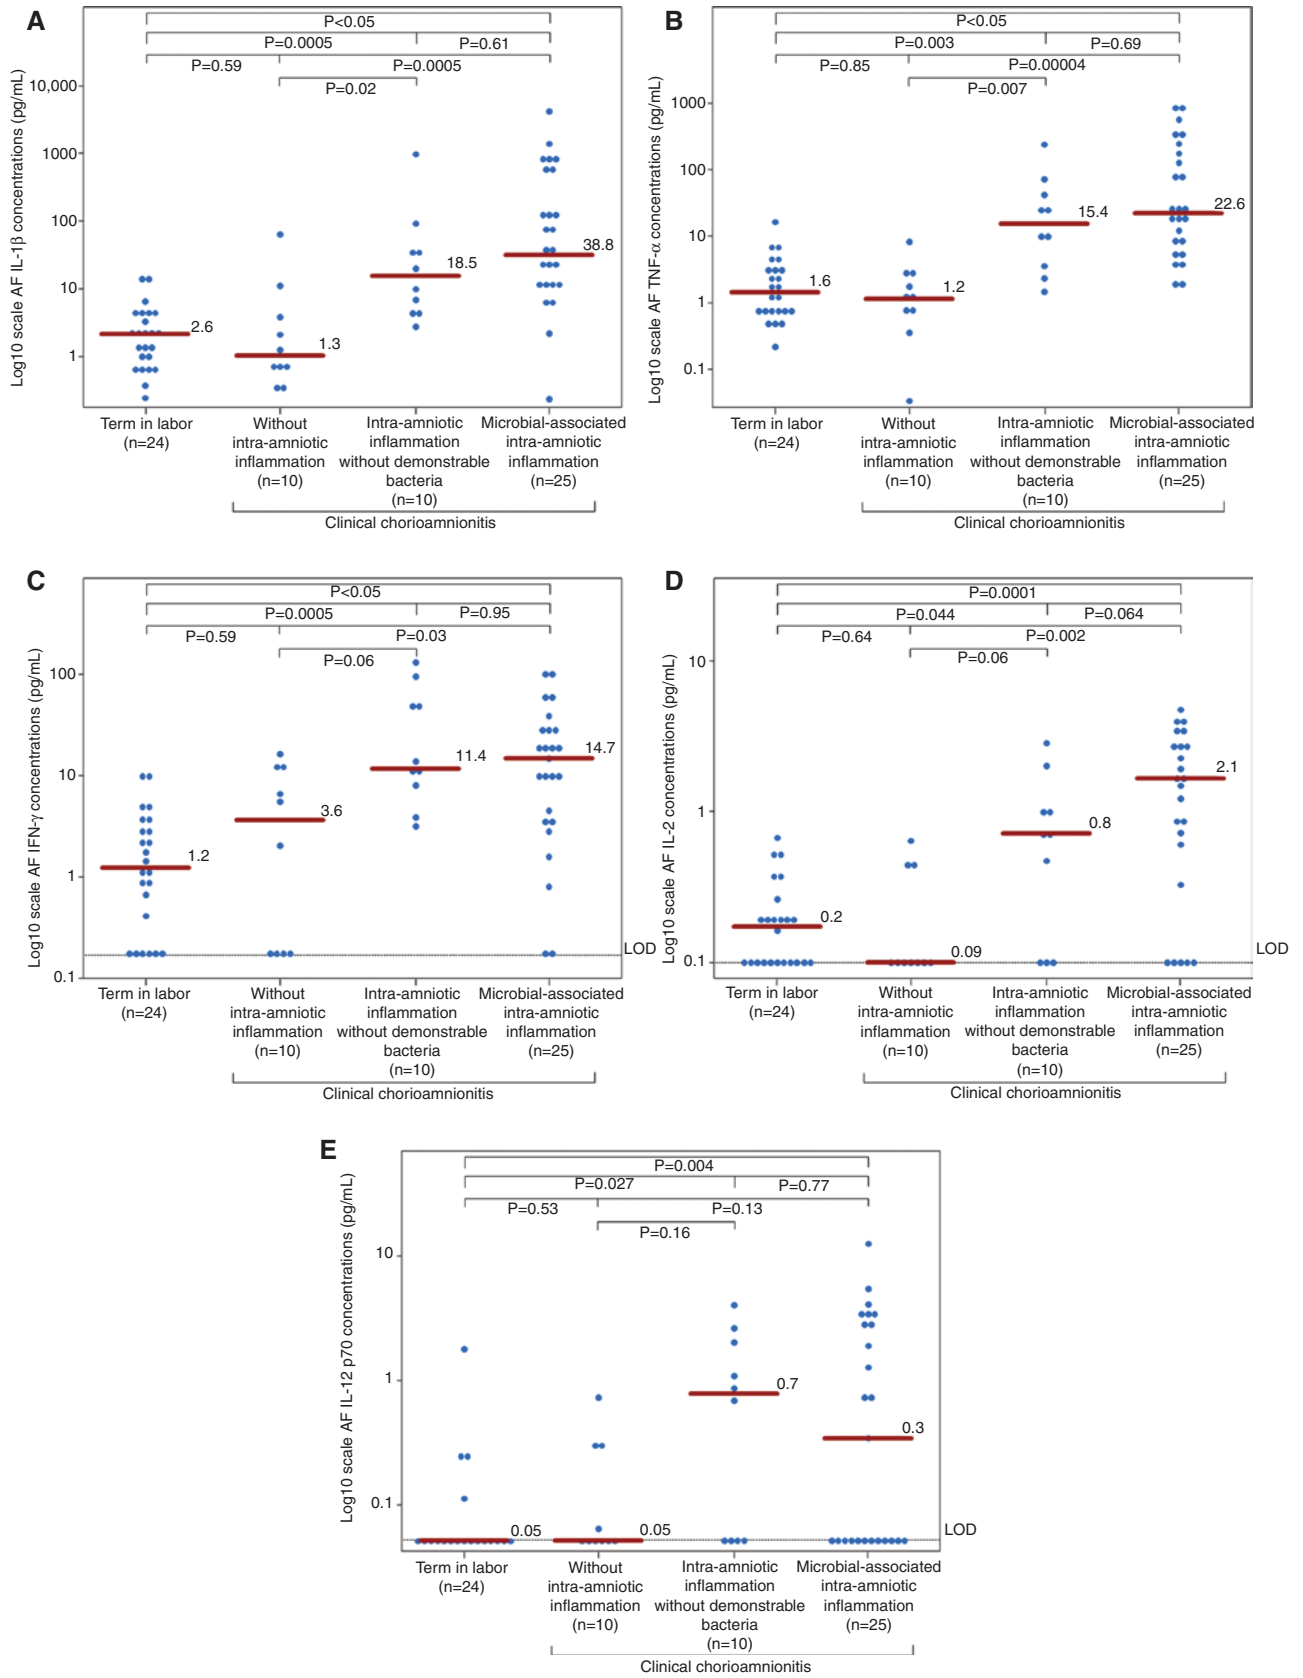 A
Log10 scale AF IL-1β concentrations (pg/mL)
P<0.05
P=0.0005 P=0.61
P=0.59 P=0.0005
P=0.02
10,000
1000
100
10
1
2.6
1.3
18.5
38.8
Term in labor
(n=24)
Without
intra-amniotic
inflammation
(n=10)
Intra-amniotic
inflammation
without demonstrable
bacteria
(n=10)
Microbial-associated
intra-amniotic
inflammation
(n=25)
Clinical chorioamnionitis
B
Log10 scale AF TNF-α concentrations (pg/mL)
P<0.05
P=0.003 P=0.69
P=0.85 P=0.00004
P=0.007
1000
100
10
1
0.1
1.6
1.2
15.4
22.6
Term in labor
(n=24)
Without
intra-amniotic
inflammation
(n=10)
Intra-amniotic
inflammation
without demonstrable
bacteria
(n=10)
Microbial-associated
intra-amniotic
inflammation
(n=25)
Clinical chorioamnionitis
C
Log10 scale AF IFN-γ concentrations (pg/mL)
P<0.05
P=0.0005 P=0.95
P=0.59 P=0.03
P=0.06
100
10
1
0.1
1.2
3.6
11.4
14.7
LOD
Term in labor
(n=24)
Without
intra-amniotic
inflammation
(n=10)
Intra-amniotic
inflammation
without demonstrable
bacteria
(n=10)
Microbial-associated
intra-amniotic
inflammation
(n=25)
Clinical chorioamnionitis
D
Log10 scale AF IL-2 concentrations (pg/mL)
P=0.0001
P=0.044 P=0.064
P=0.64 P=0.002
P=0.06
10
1
0.1
0.2
0.09
0.8
2.1
LOD
Term in labor
(n=24)
Without
intra-amniotic
inflammation
(n=10)
Intra-amniotic
inflammation
without demonstrable
bacteria
(n=10)
Microbial-associated
intra-amniotic
inflammation
(n=25)
Clinical chorioamnionitis
E
Log10 scale AF IL-12 p70 concentrations (pg/mL)
P=0.004
P=0.027 P=0.77
P=0.53 P=0.13
P=0.16
10
1
0.1
0.05
0.05
0.7
0.3
LOD
Term in labor
(n=24)
Without
intra-amniotic
inflammation
(n=10)
Intra-amniotic
inflammation
without demonstrable
bacteria
(n=10)
Microbial-associated
intra-amniotic
inflammation
(n=25)
Clinical chorioamnionitis